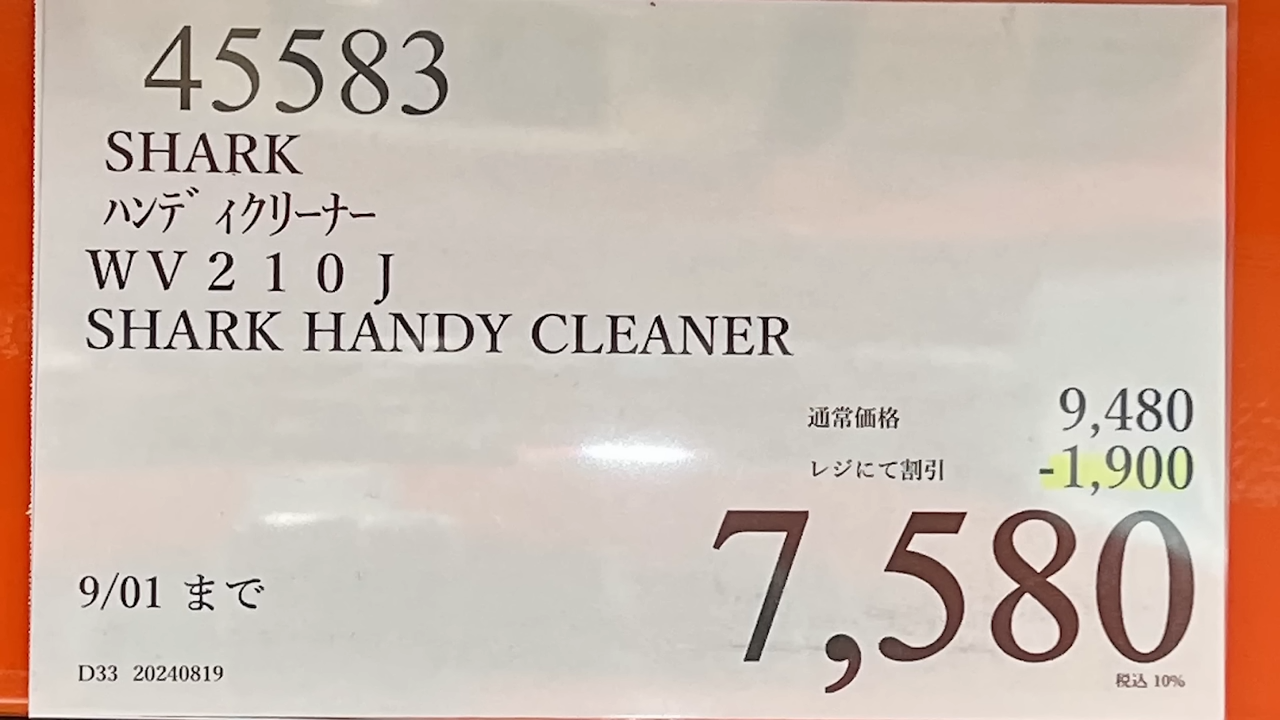 45583
SHARK
ハンディクリーナー
WV210J
SHARK HANDY CLEANER
通常価格 9,480
レジにて割引 -1,900
7,580
9/01 まで
D33 20240819
税込 10%